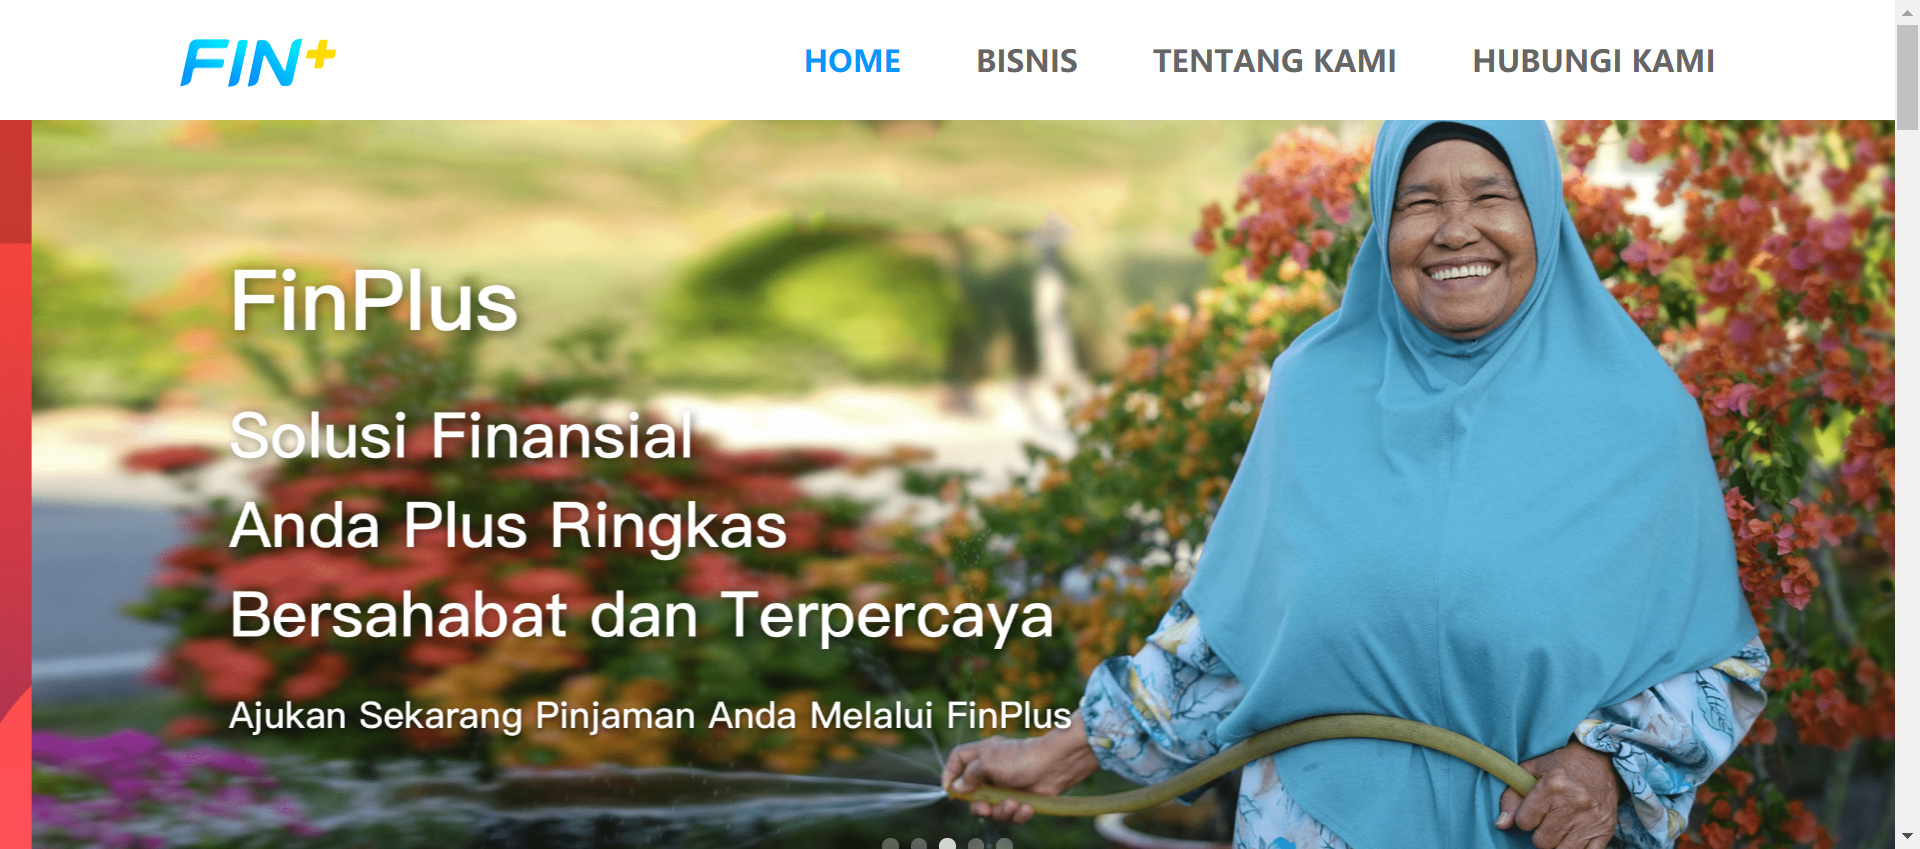 FIN+
HOME BISNIS TENTANG KAMI HUBUNGI KAMI
FinPlus
Solusi Finansial
Anda Plus Ringkas
Bersahabat dan Terpercaya
Ajukan Sekarang Pinjaman Anda Melalui FinPlus